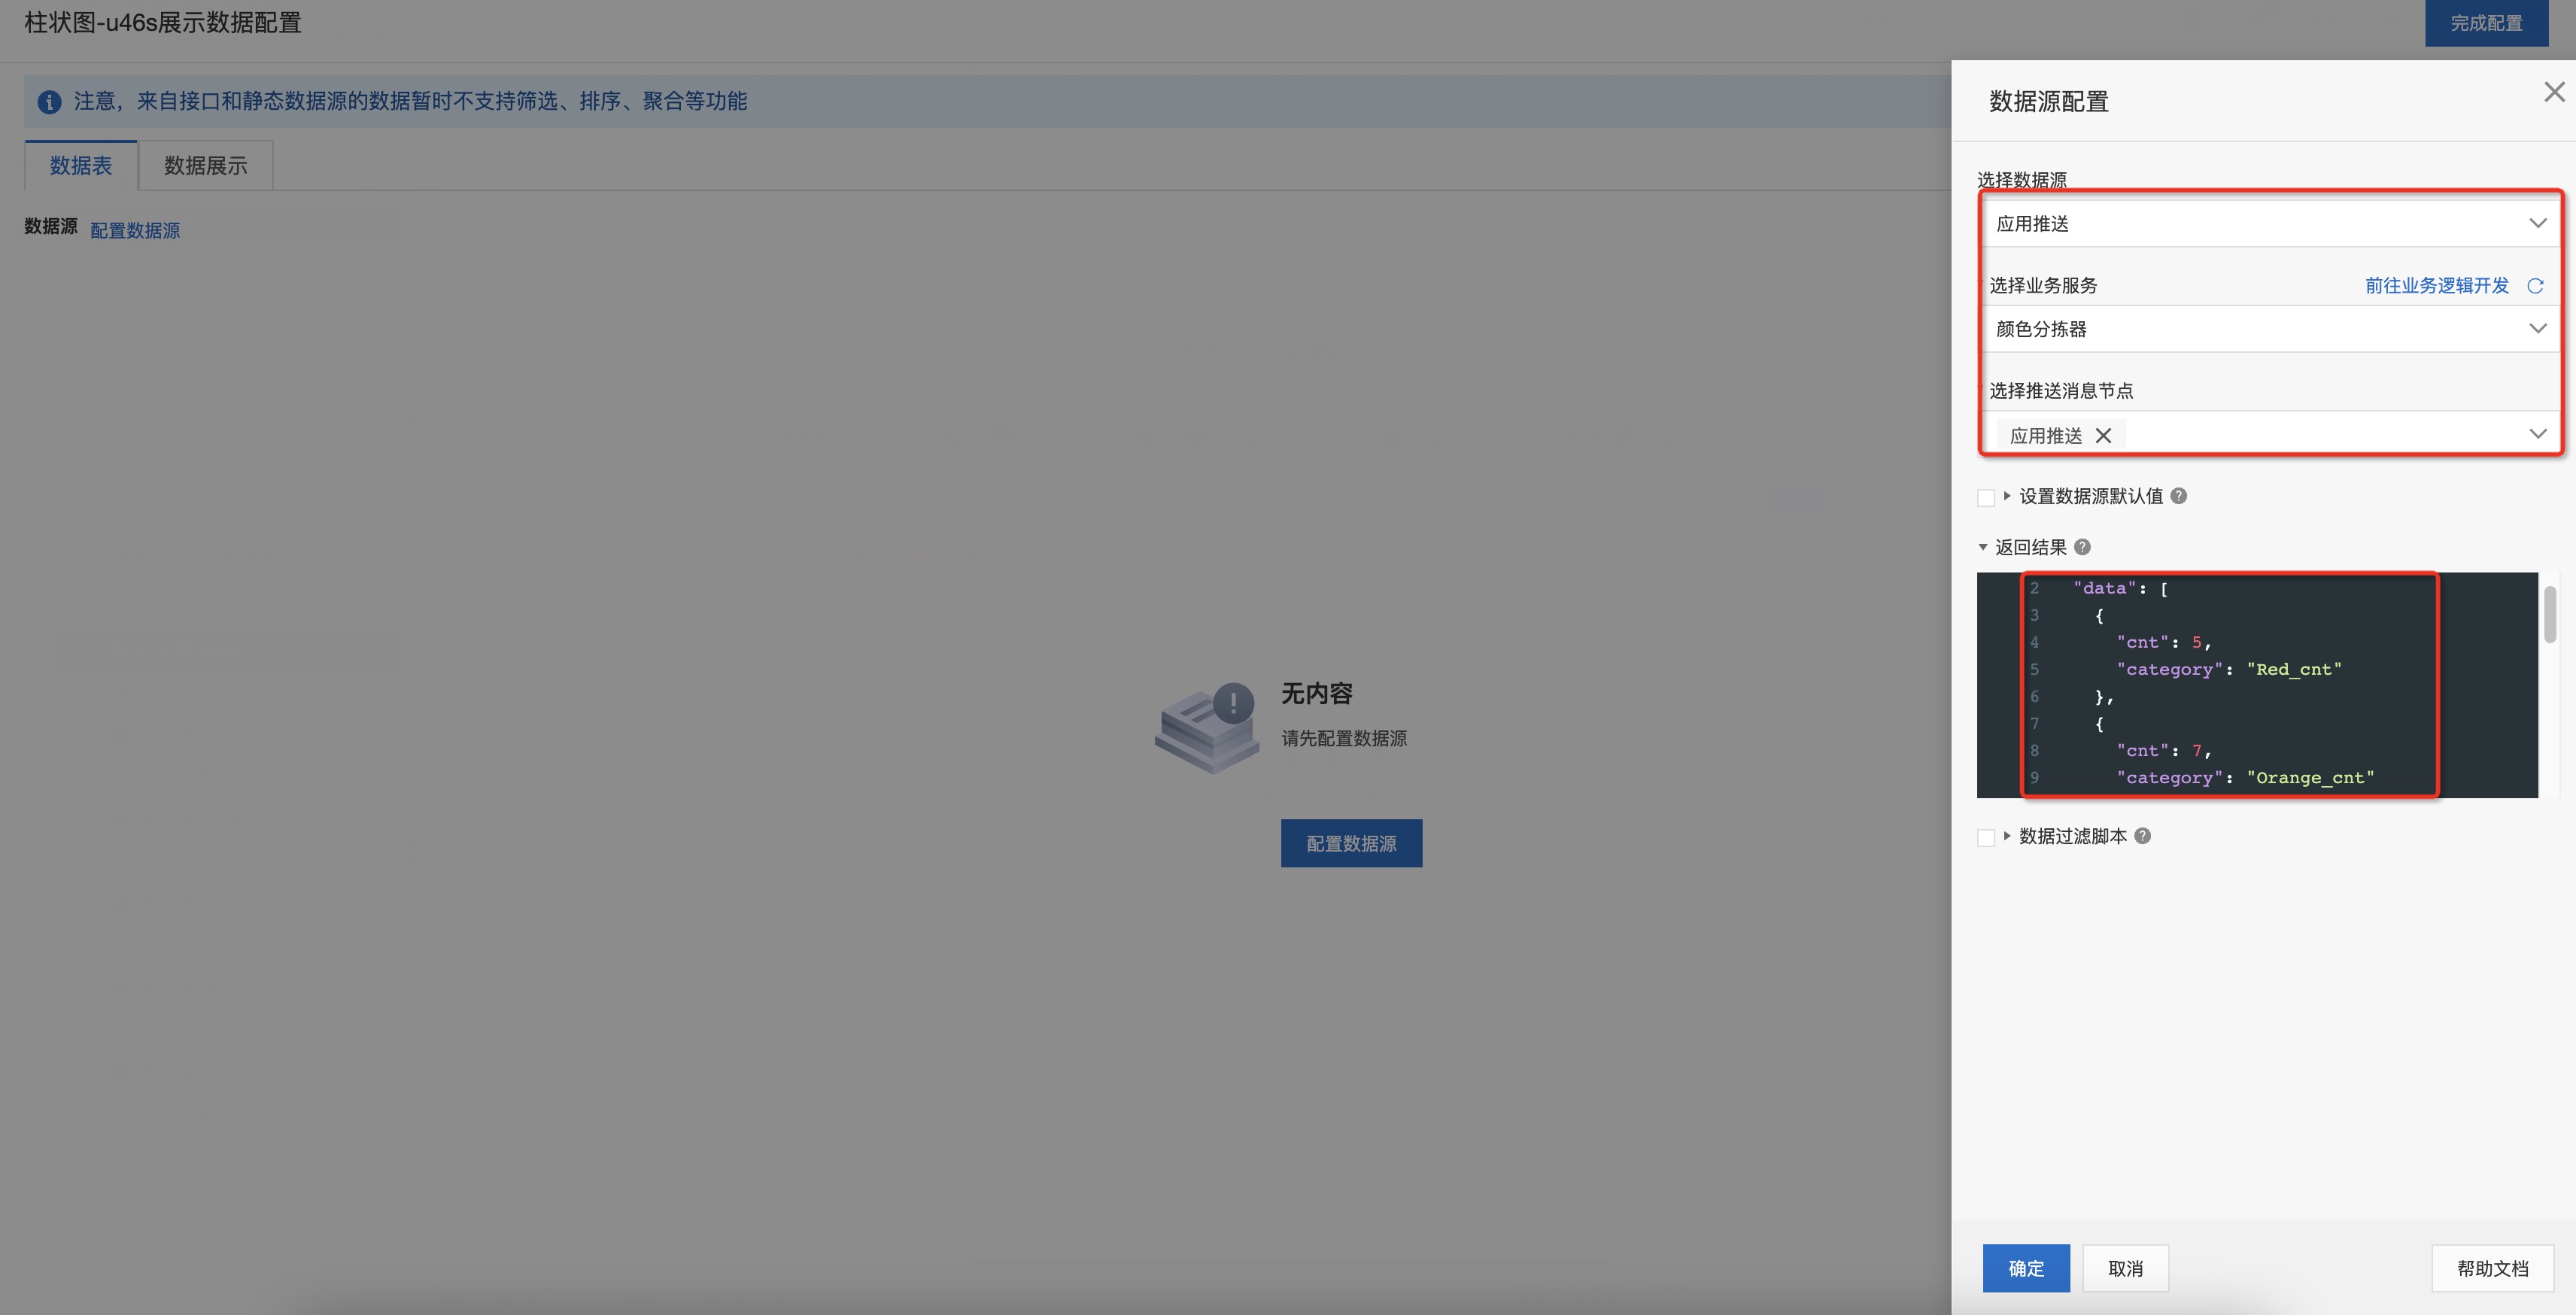 柱状图-u46s展示数据配置
完成配置
注意，来自接口和静态数据源的数据暂时不支持筛选、排序、聚合等功能
数据表 数据展示
数据源 配置数据源
无内容
请先配置数据源
配置数据源
数据源配置
选择数据源
应用推送
选择业务服务 前往业务逻辑开发
颜色分拣器
选择推送消息节点
应用推送
设置数据源默认值
返回结果
2 "data": [
3 {
4 "cnt": 5,
5 "category": "Red_cnt"
6 },
7 {
8 "cnt": 7,
9 "category": "Orange_cnt"
数据过滤脚本
确定 取消 帮助文档